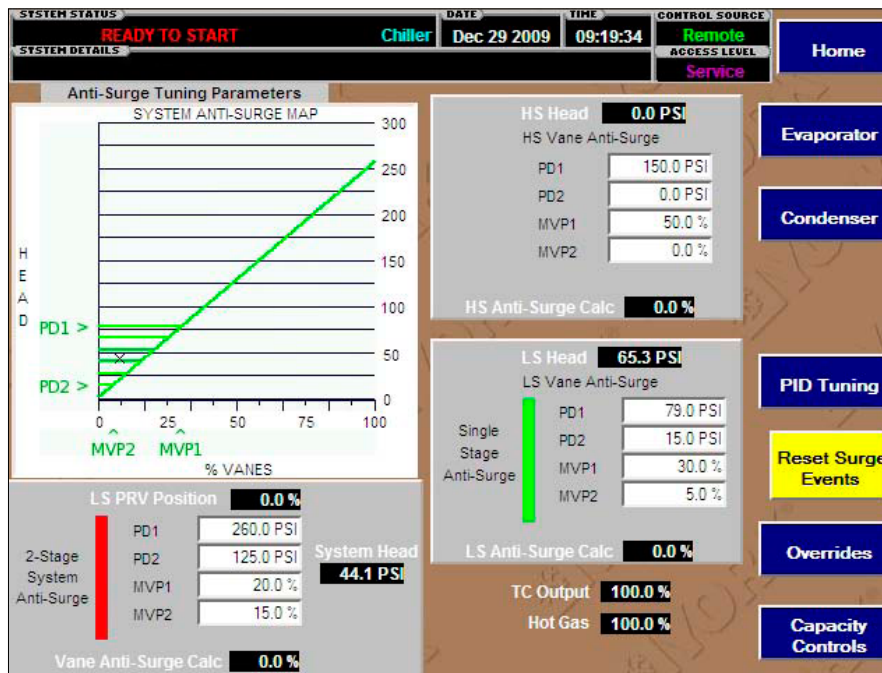 SYSTEM STATUS
READY TO START
Chiller
DATE
Dec 29 2009
TIME
09:19:34
CONTROL SOURCE
Remote
ACCESS LEVEL
Service
SYSTEM DETAILS
Home
Evaporator
Condenser
PID Tuning
Reset Surge
Events
Overrides
Capacity
Controls
Anti-Surge Tuning Parameters
SYSTEM ANTI-SURGE MAP
300
250
200
150
100
50
0
H
E
A
D
PD1 >
PD2 >
0 25 50 75 100
^ ^
MVP2 MVP1
% VANES
HS Head 0.0 PSI
HS Vane Anti-Surge
PD1 150.0 PSI
PD2 0.0 PSI
MVP1 50.0 %
MVP2 0.0 %
HS Anti-Surge Calc 0.0 %
LS Head 65.3 PSI
LS Vane Anti-Surge
Single
Stage
Anti-Surge
PD1 79.0 PSI
PD2 15.0 PSI
MVP1 30.0 %
MVP2 5.0 %
LS Anti-Surge Calc 0.0 %
LS PRV Position 0.0 %
2-Stage
System
Anti-Surge
PD1 260.0 PSI
PD2 125.0 PSI
MVP1 20.0 %
MVP2 15.0 %
System Head
44.1 PSI
Vane Anti-Surge Calc 0.0 %
TC Output 100.0 %
Hot Gas 100.0 %
YORK